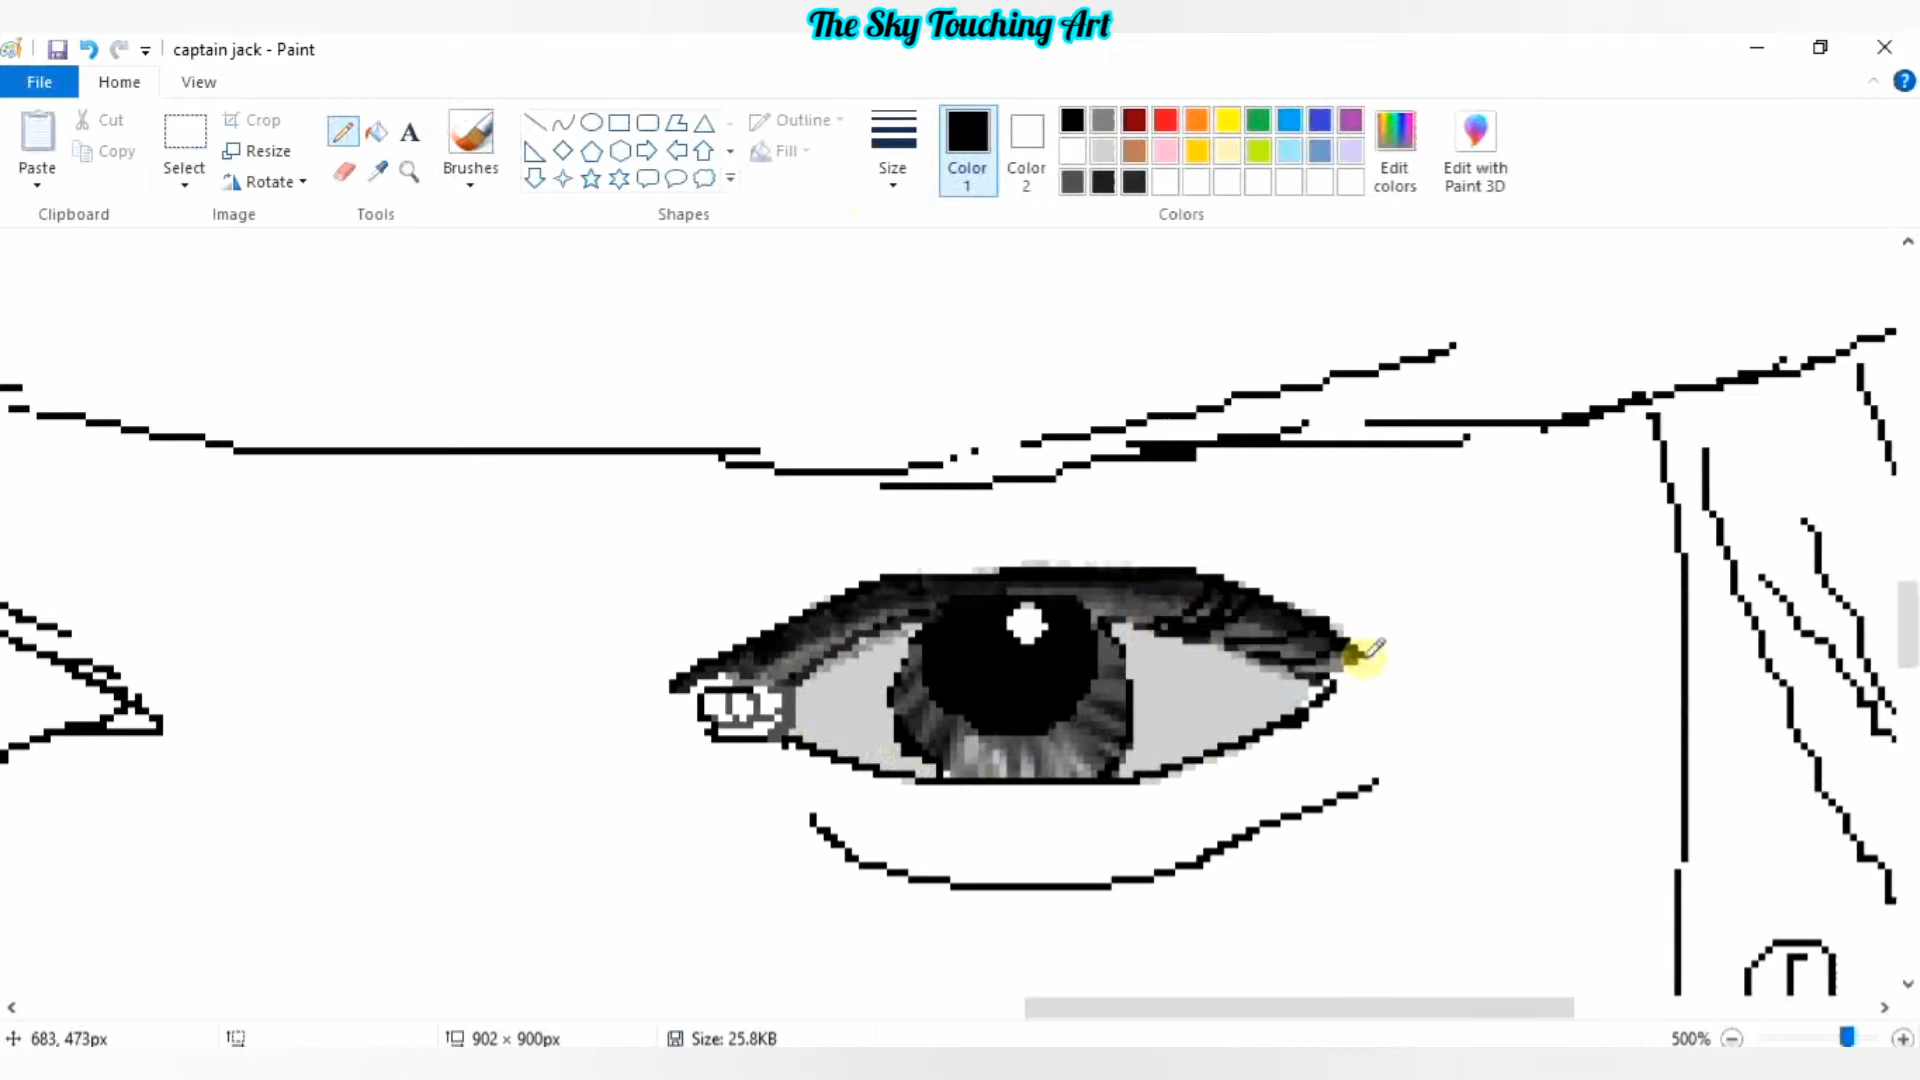 The Sky Touching Art
captain jack - Paint
File Home View
Paste
Cut
Copy
Clipboard
Select
Crop
Resize
Rotate
Image
A
Tools
Brushes
Shapes
Outline
Fill
Size
Color 1
Color 2
Colors
Edit colors
Edit with Paint 3D
?
683, 473px
902 × 900px
Size: 25.8KB
500%